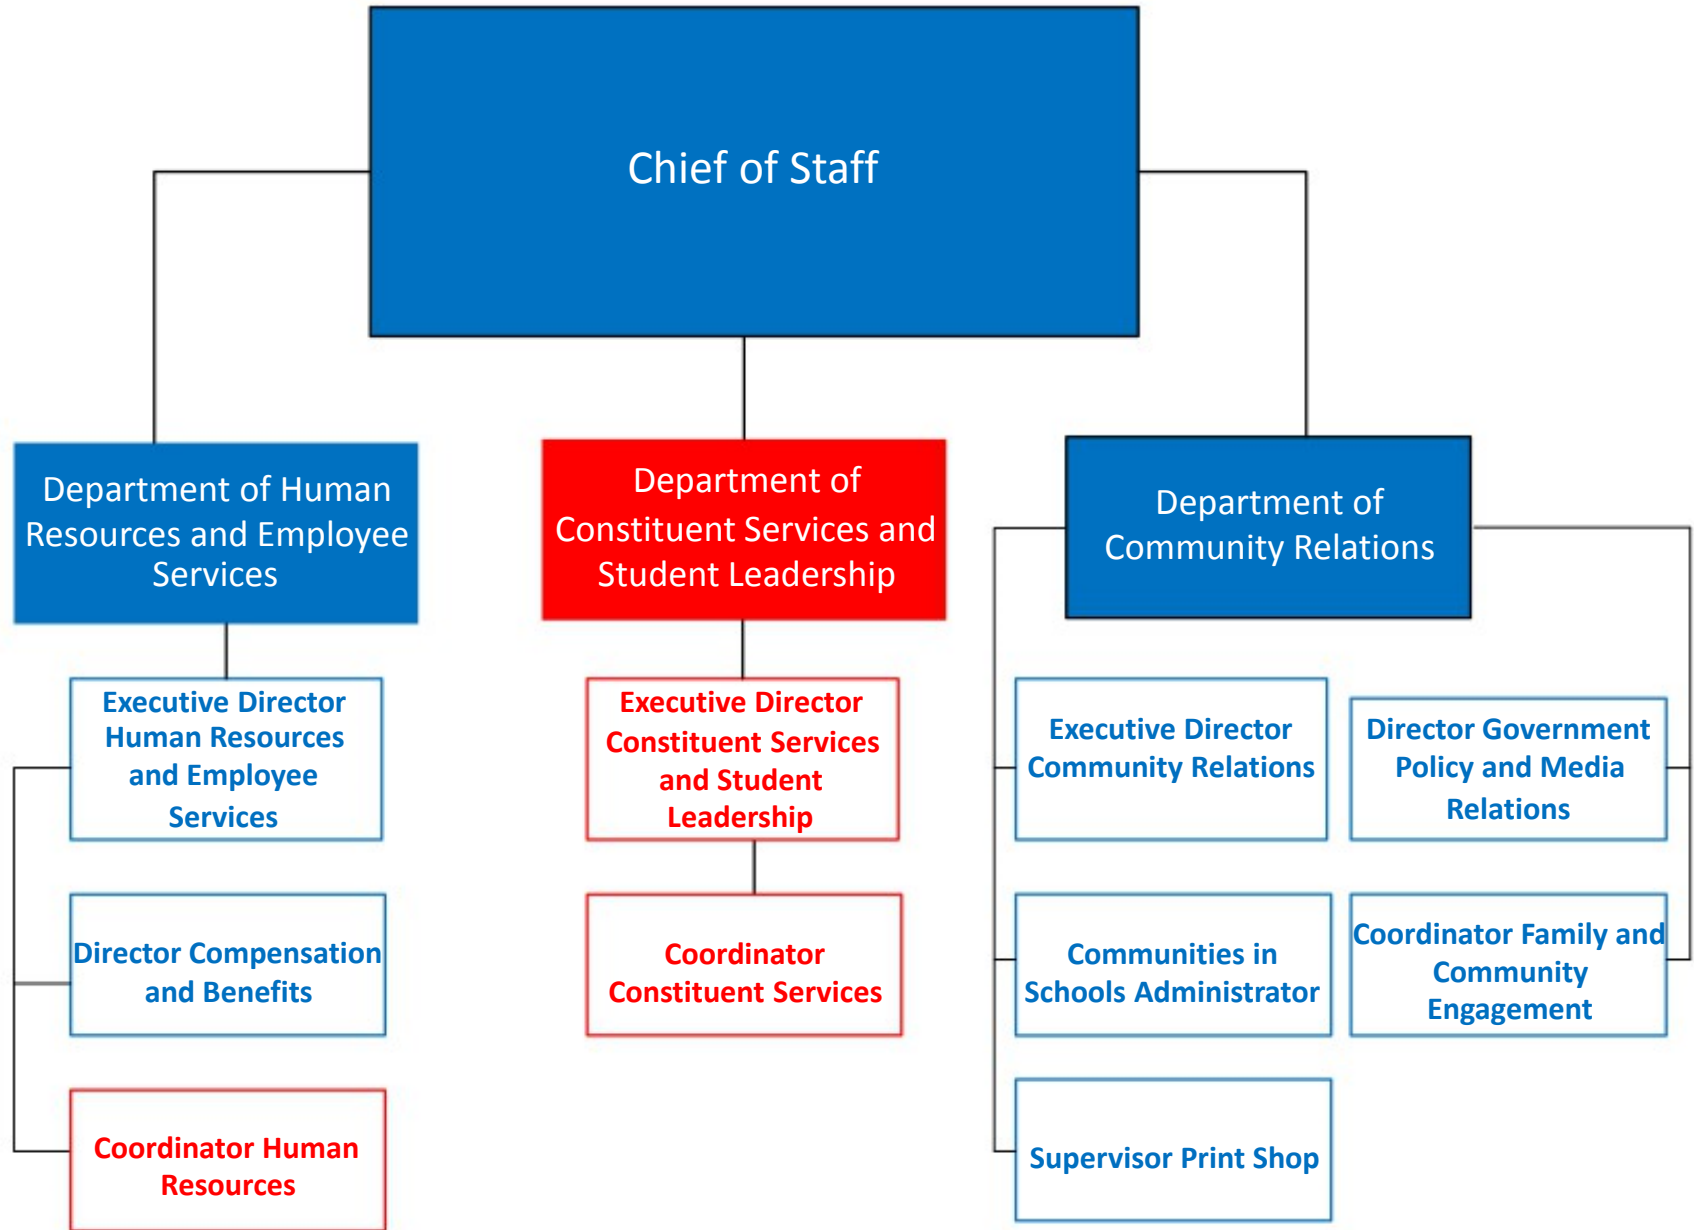 Chief of Staff
Department of Human
Resources and Employee
Services
Department of
Constituent Services and
Student Leadership
Department of
Community Relations
Executive Director
Human Resources
and Employee
Services
Director Compensation
and Benefits
Coordinator Human
Resources
Executive Director
Constituent Services
and Student
Leadership
Coordinator
Constituent Services
Executive Director
Community Relations
Communities in
Schools Administrator
Supervisor Print Shop
Director Government
Policy and Media
Relations
Coordinator Family and
Community
Engagement